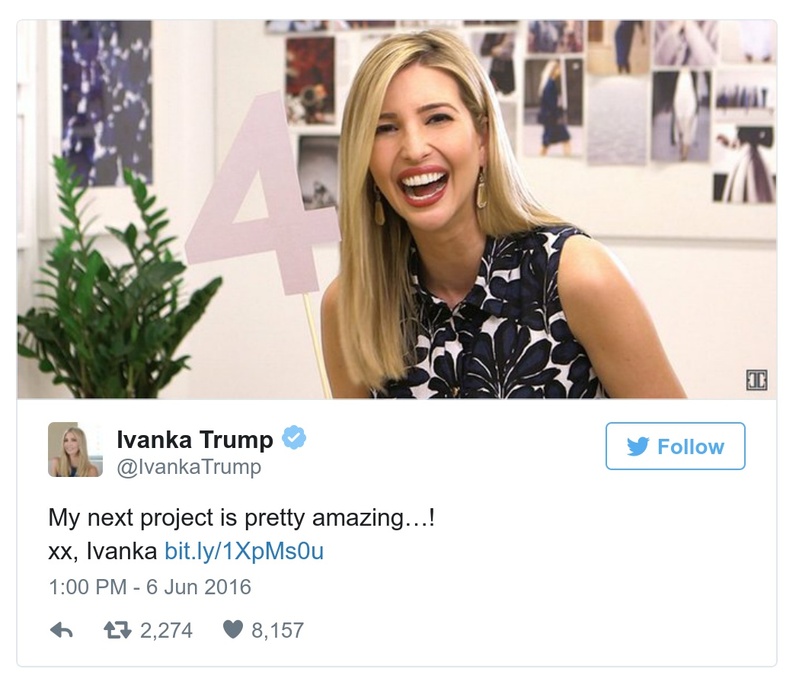 4
Ivanka Trump
Follow
@IvankaTrump
My next project is pretty amazing…!
xx, Ivanka bit.ly/1XpMs0u
1:00 PM - 6 Jun 2016
2,274 8,157